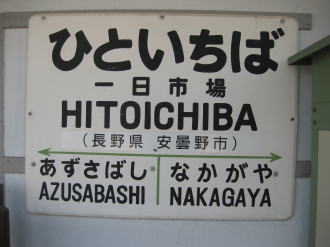 ひといちば
一日市場
HITOICHIBA
(長野県 安曇野市)
あずさばし なかがや
AZUSABASHI NAKAGAYA